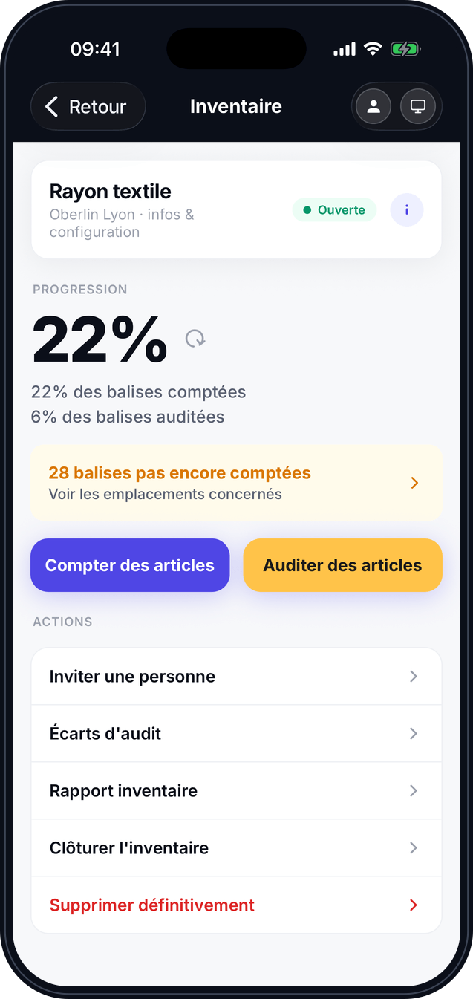 09:41
Retour
Inventaire
Rayon textile
Oberlin Lyon · infos &
configuration
Ouverte
i
PROGRESSION
22%
22% des balises comptées
6% des balises auditées
28 balises pas encore comptées
Voir les emplacements concernés
Compter des articles
Auditer des articles
ACTIONS
Inviter une personne
Écarts d'audit
Rapport inventaire
Clôturer l'inventaire
Supprimer définitivement